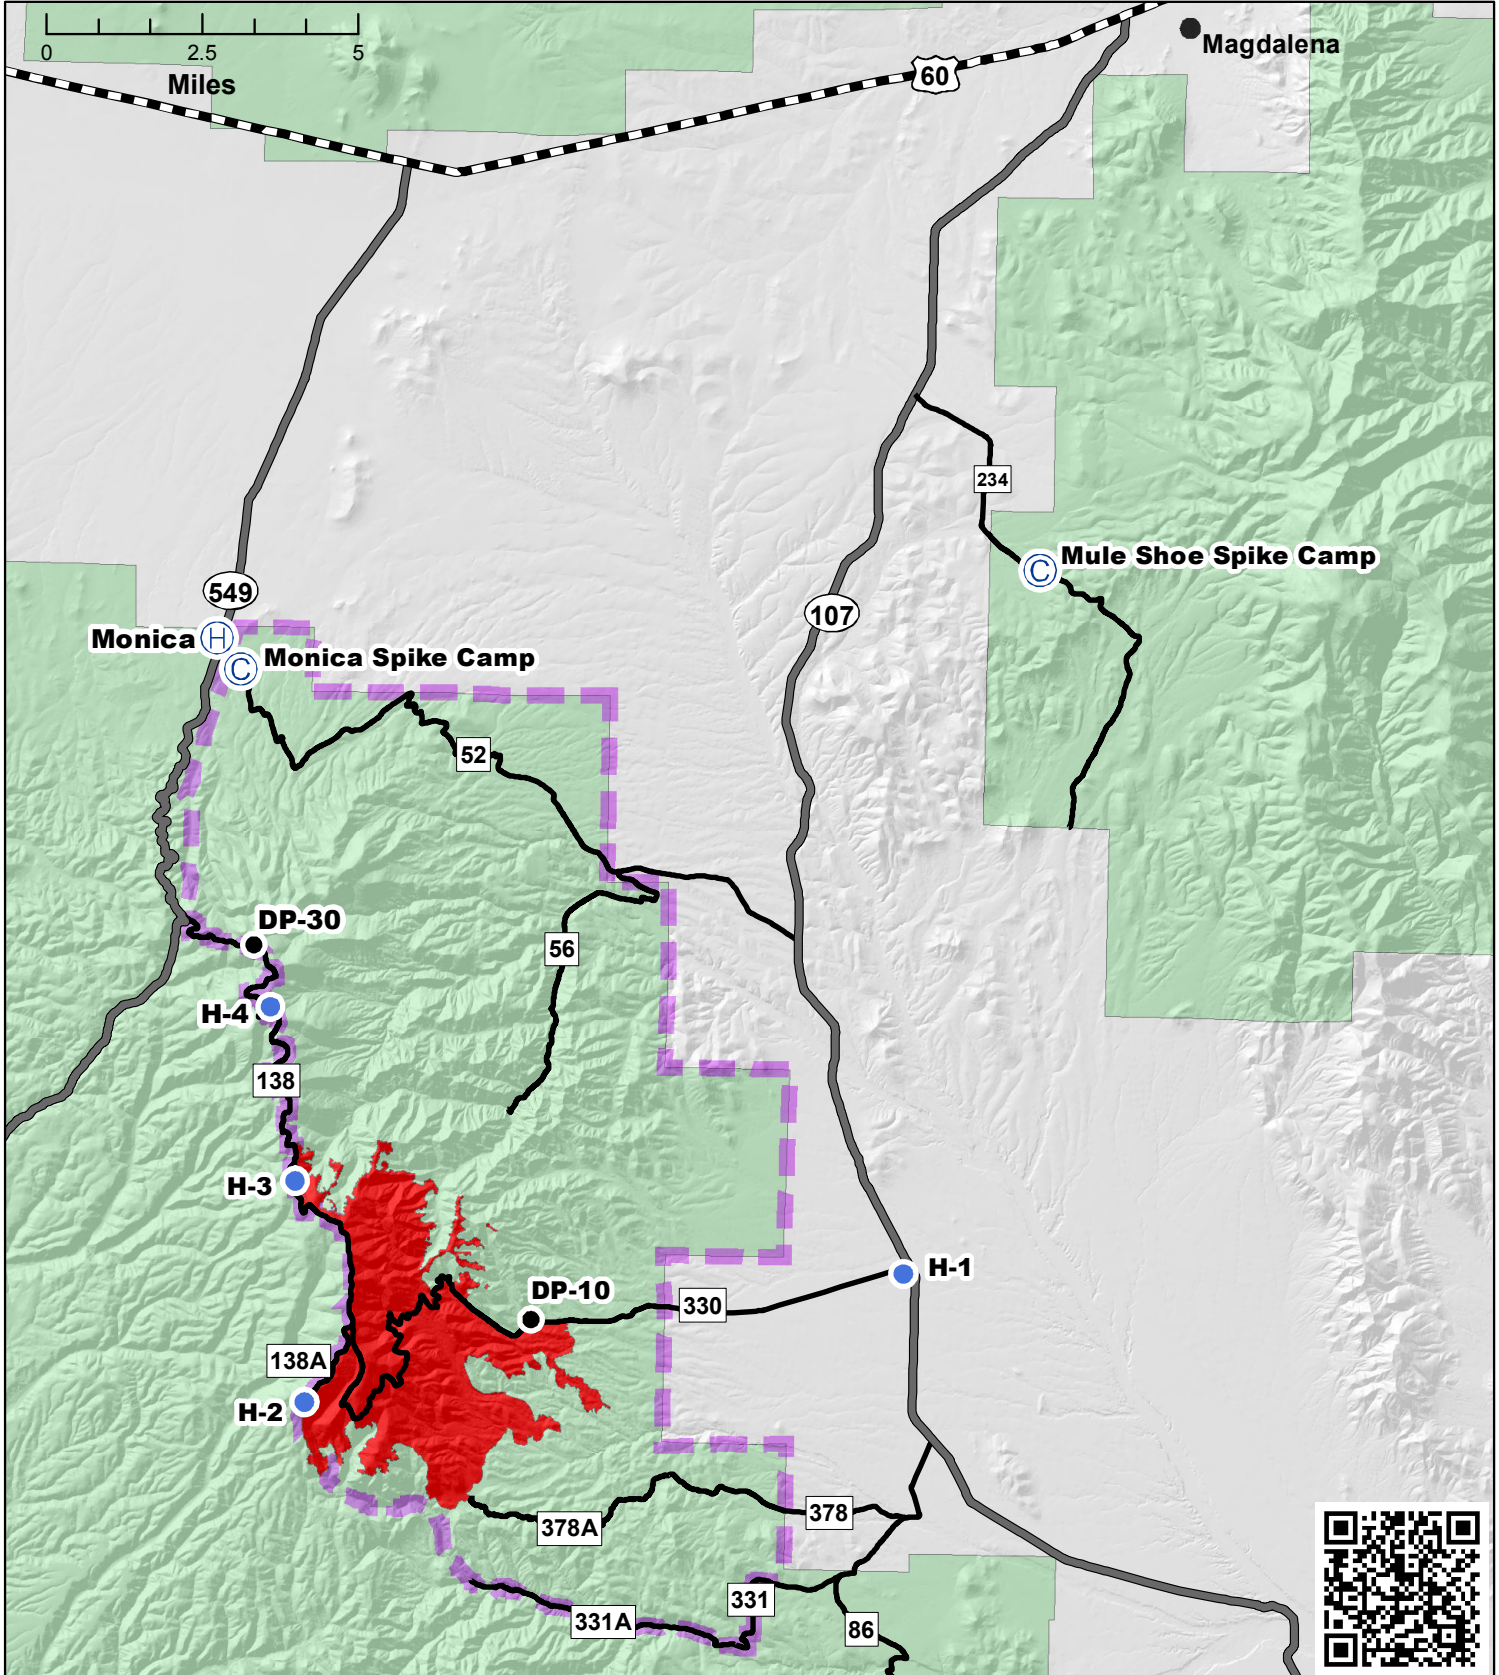 0 2.5 5
Miles
60
Magdalena
234
Mule Shoe Spike Camp
549
107
Monica
H
C
C
Monica Spike Camp
52
DP-30
56
H-4
138
H-3
H-1
DP-10
330
138A
H-2
378
378A
331
331A
86